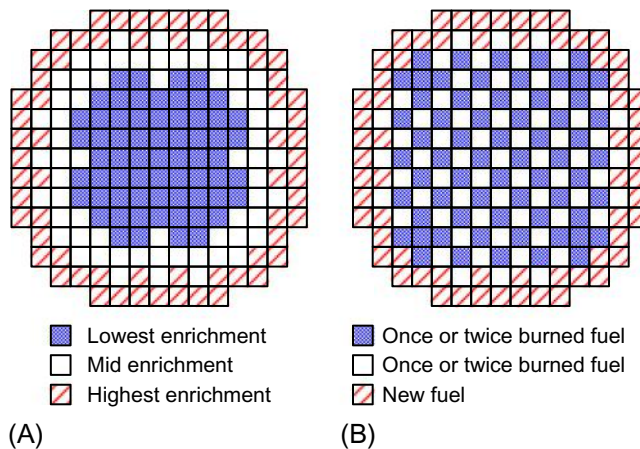 Lowest enrichment
Mid enrichment
Highest enrichment
(A)
Once or twice burned fuel
Once or twice burned fuel
New fuel
(B)